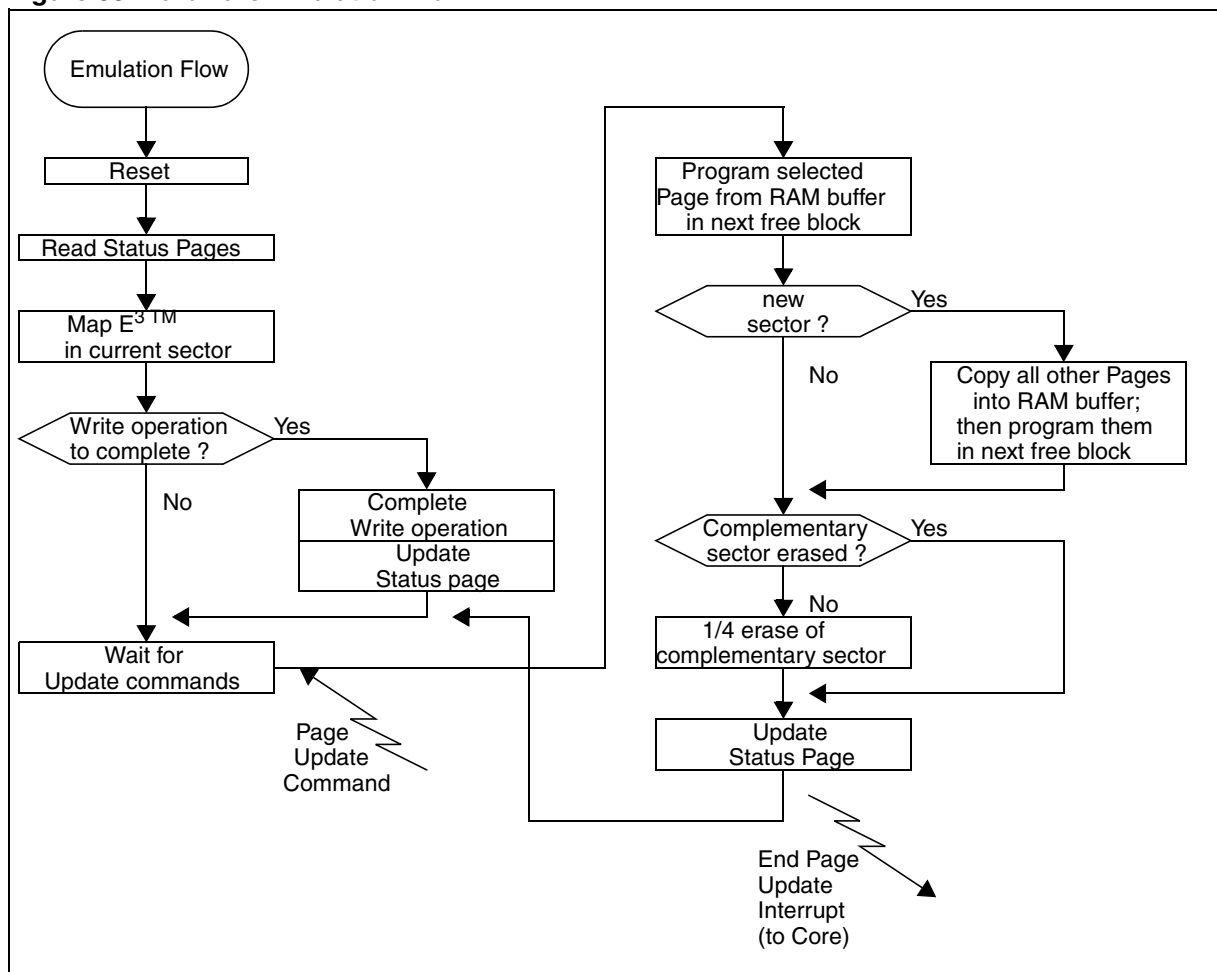 Emulation Flow
Reset
Read Status Pages
Map E3 TM
in current sector
Write operation
to complete ?
Yes
No
Complete
Write operation
Update
Status page
Wait for
Update commands
Page
Update
Command
Program selected
Page from RAM buffer
in next free block
new
sector ?
Yes
No
Copy all other Pages
into RAM buffer;
then program them
in next free block
Complementary
sector erased ?
Yes
No
1/4 erase of
complementary sector
Update
Status Page
End Page
Update
Interrupt
(to Core)